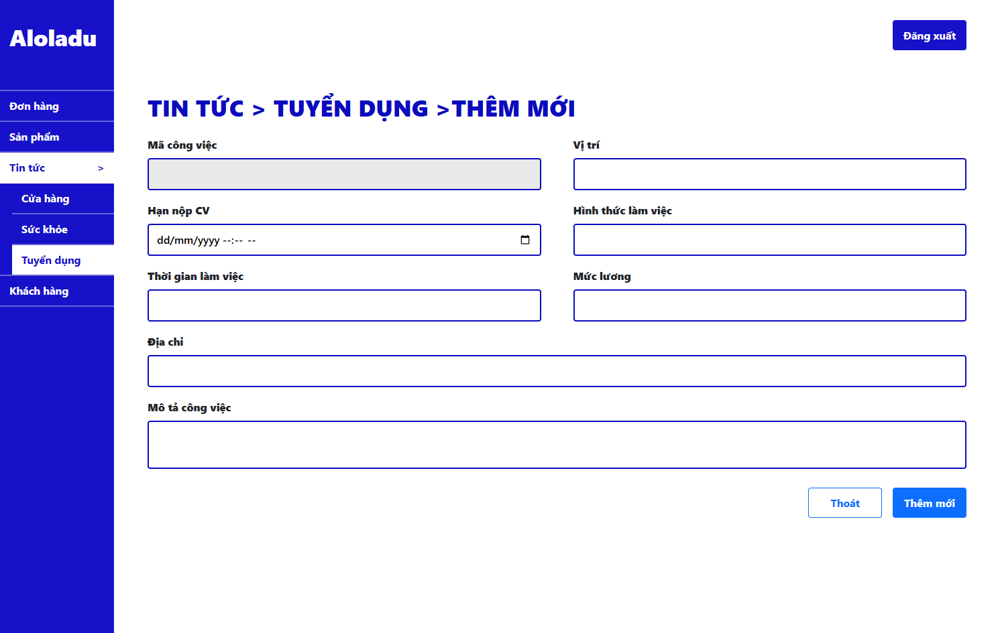 Aloladu
Đăng xuất
Đơn hàng
Sản phẩm
Tin tức >
Cửa hàng
Sức khỏe
Tuyển dụng
Khách hàng
TIN TỨC > TUYỂN DỤNG >THÊM MỚI
Mã công việc
Vị trí
Hạn nộp CV
dd/mm/yyyy --:-- --
Hình thức làm việc
Thời gian làm việc
Mức lương
Địa chỉ
Mô tả công việc
Thoát
Thêm mới